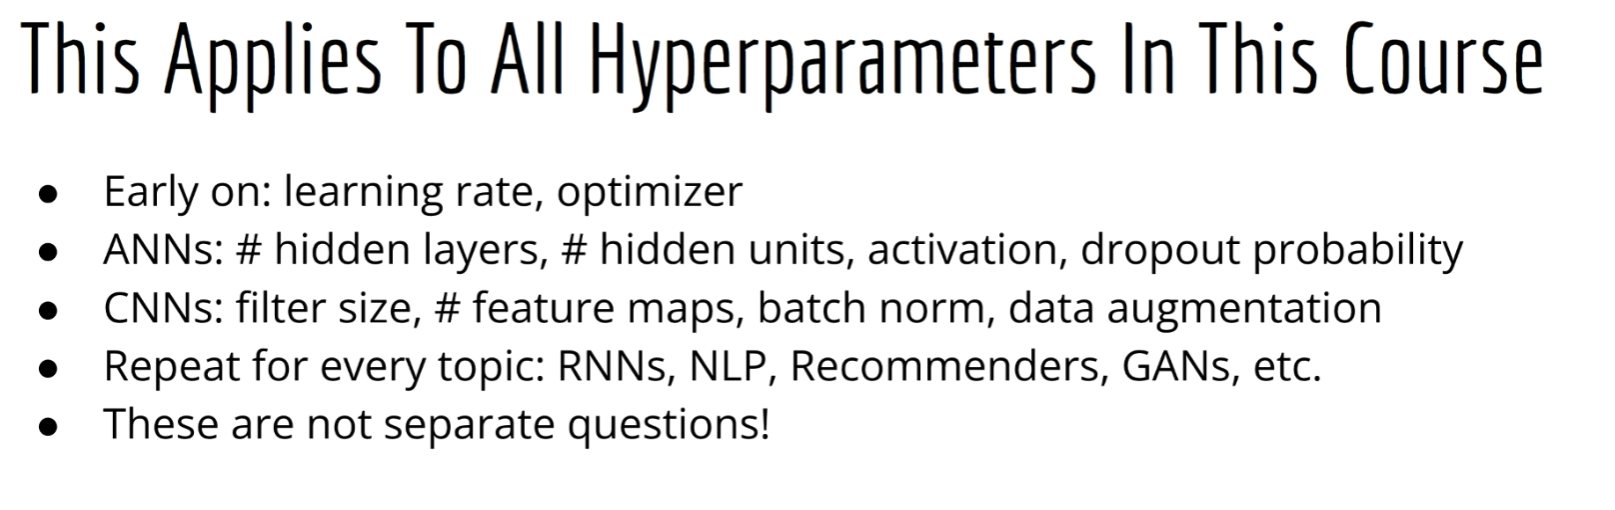 This Applies To All Hyperparameters In This Course
● Early on: learning rate, optimizer
● ANNs: # hidden layers, # hidden units, activation, dropout probability
● CNNs: filter size, # feature maps, batch norm, data augmentation
● Repeat for every topic: RNNs, NLP, Recommenders, GANs, etc.
● These are not separate questions!